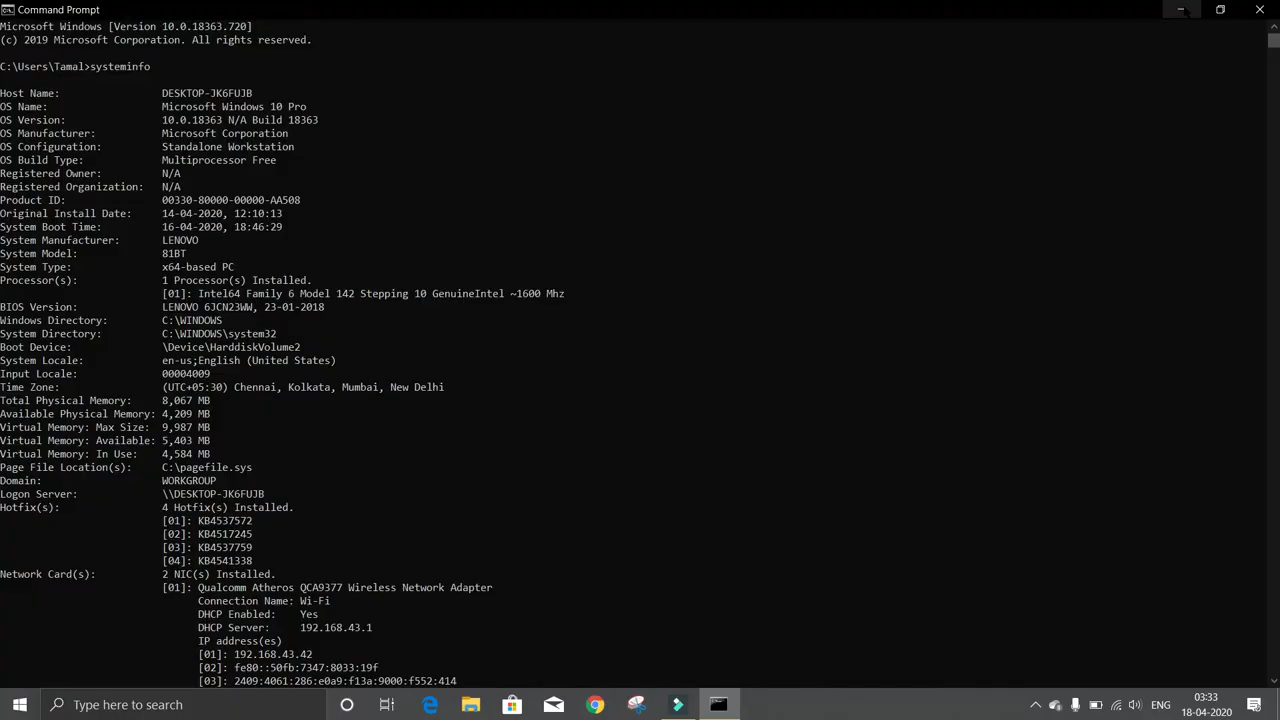 Command Prompt
Microsoft Windows [Version 10.0.18363.720]
(c) 2019 Microsoft Corporation. All rights reserved.
C:\Users\Tamal>systeminfo
Host Name: DESKTOP-JK6FUJB
OS Name: Microsoft Windows 10 Pro
OS Version: 10.0.18363 N/A Build 18363
OS Manufacturer: Microsoft Corporation
OS Configuration: Standalone Workstation
OS Build Type: Multiprocessor Free
Registered Owner: N/A
Registered Organization: N/A
Product ID: 00330-80000-00000-AA508
Original Install Date: 14-04-2020, 12:10:13
System Boot Time: 16-04-2020, 18:46:29
System Manufacturer: LENOVO
System Model: 81BT
System Type: x64-based PC
Processor(s): 1 Processor(s) Installed.
[01]: Intel64 Family 6 Model 142 Stepping 10 GenuineIntel ~1600 Mhz
BIOS Version: LENOVO 6JCN23WW, 23-01-2018
Windows Directory: C:\WINDOWS
System Directory: C:\WINDOWS\system32
Boot Device: \Device\HarddiskVolume2
System Locale: en-us;English (United States)
Input Locale: 00004009
Time Zone: (UTC+05:30) Chennai, Kolkata, Mumbai, New Delhi
Total Physical Memory: 8,067 MB
Available Physical Memory: 4,209 MB
Virtual Memory: Max Size: 9,987 MB
Virtual Memory: Available: 5,403 MB
Virtual Memory: In Use: 4,584 MB
Page File Location(s): C:\pagefile.sys
Domain: WORKGROUP
Logon Server: \\DESKTOP-JK6FUJB
Hotfix(s): 4 Hotfix(s) Installed.
[01]: KB4537572
[02]: KB4517245
[03]: KB4537759
[04]: KB4541338
Network Card(s): 2 NIC(s) Installed.
[01]: Qualcomm Atheros QCA9377 Wireless Network Adapter
Connection Name: Wi-Fi
DHCP Enabled: Yes
DHCP Server: 192.168.43.1
IP address(es)
[01]: 192.168.43.42
[02]: fe80::50fb:7347:8033:19f
[03]: 2409:4061:286:e0a9:f13a:9000:f552:414
Type here to search
ENG
03:33
18-04-2020